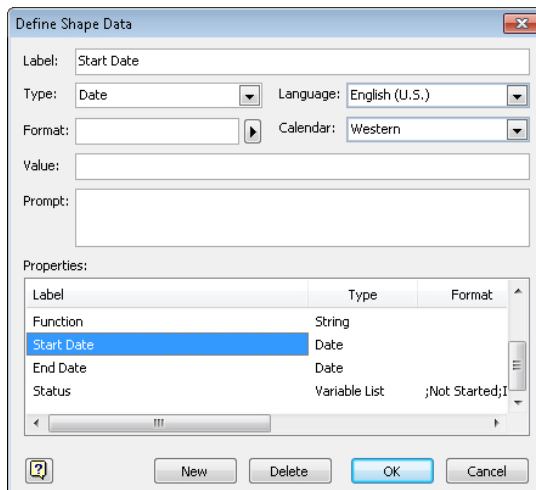 Define Shape Data
Label: Start Date
Type: Date Language: English (U.S.)
Format: Calendar: Western
Value:
Prompt:
Properties:
Label Type Format
Function String
Start Date Date
End Date Date
Status Variable List ;Not Started;I
New Delete OK Cancel